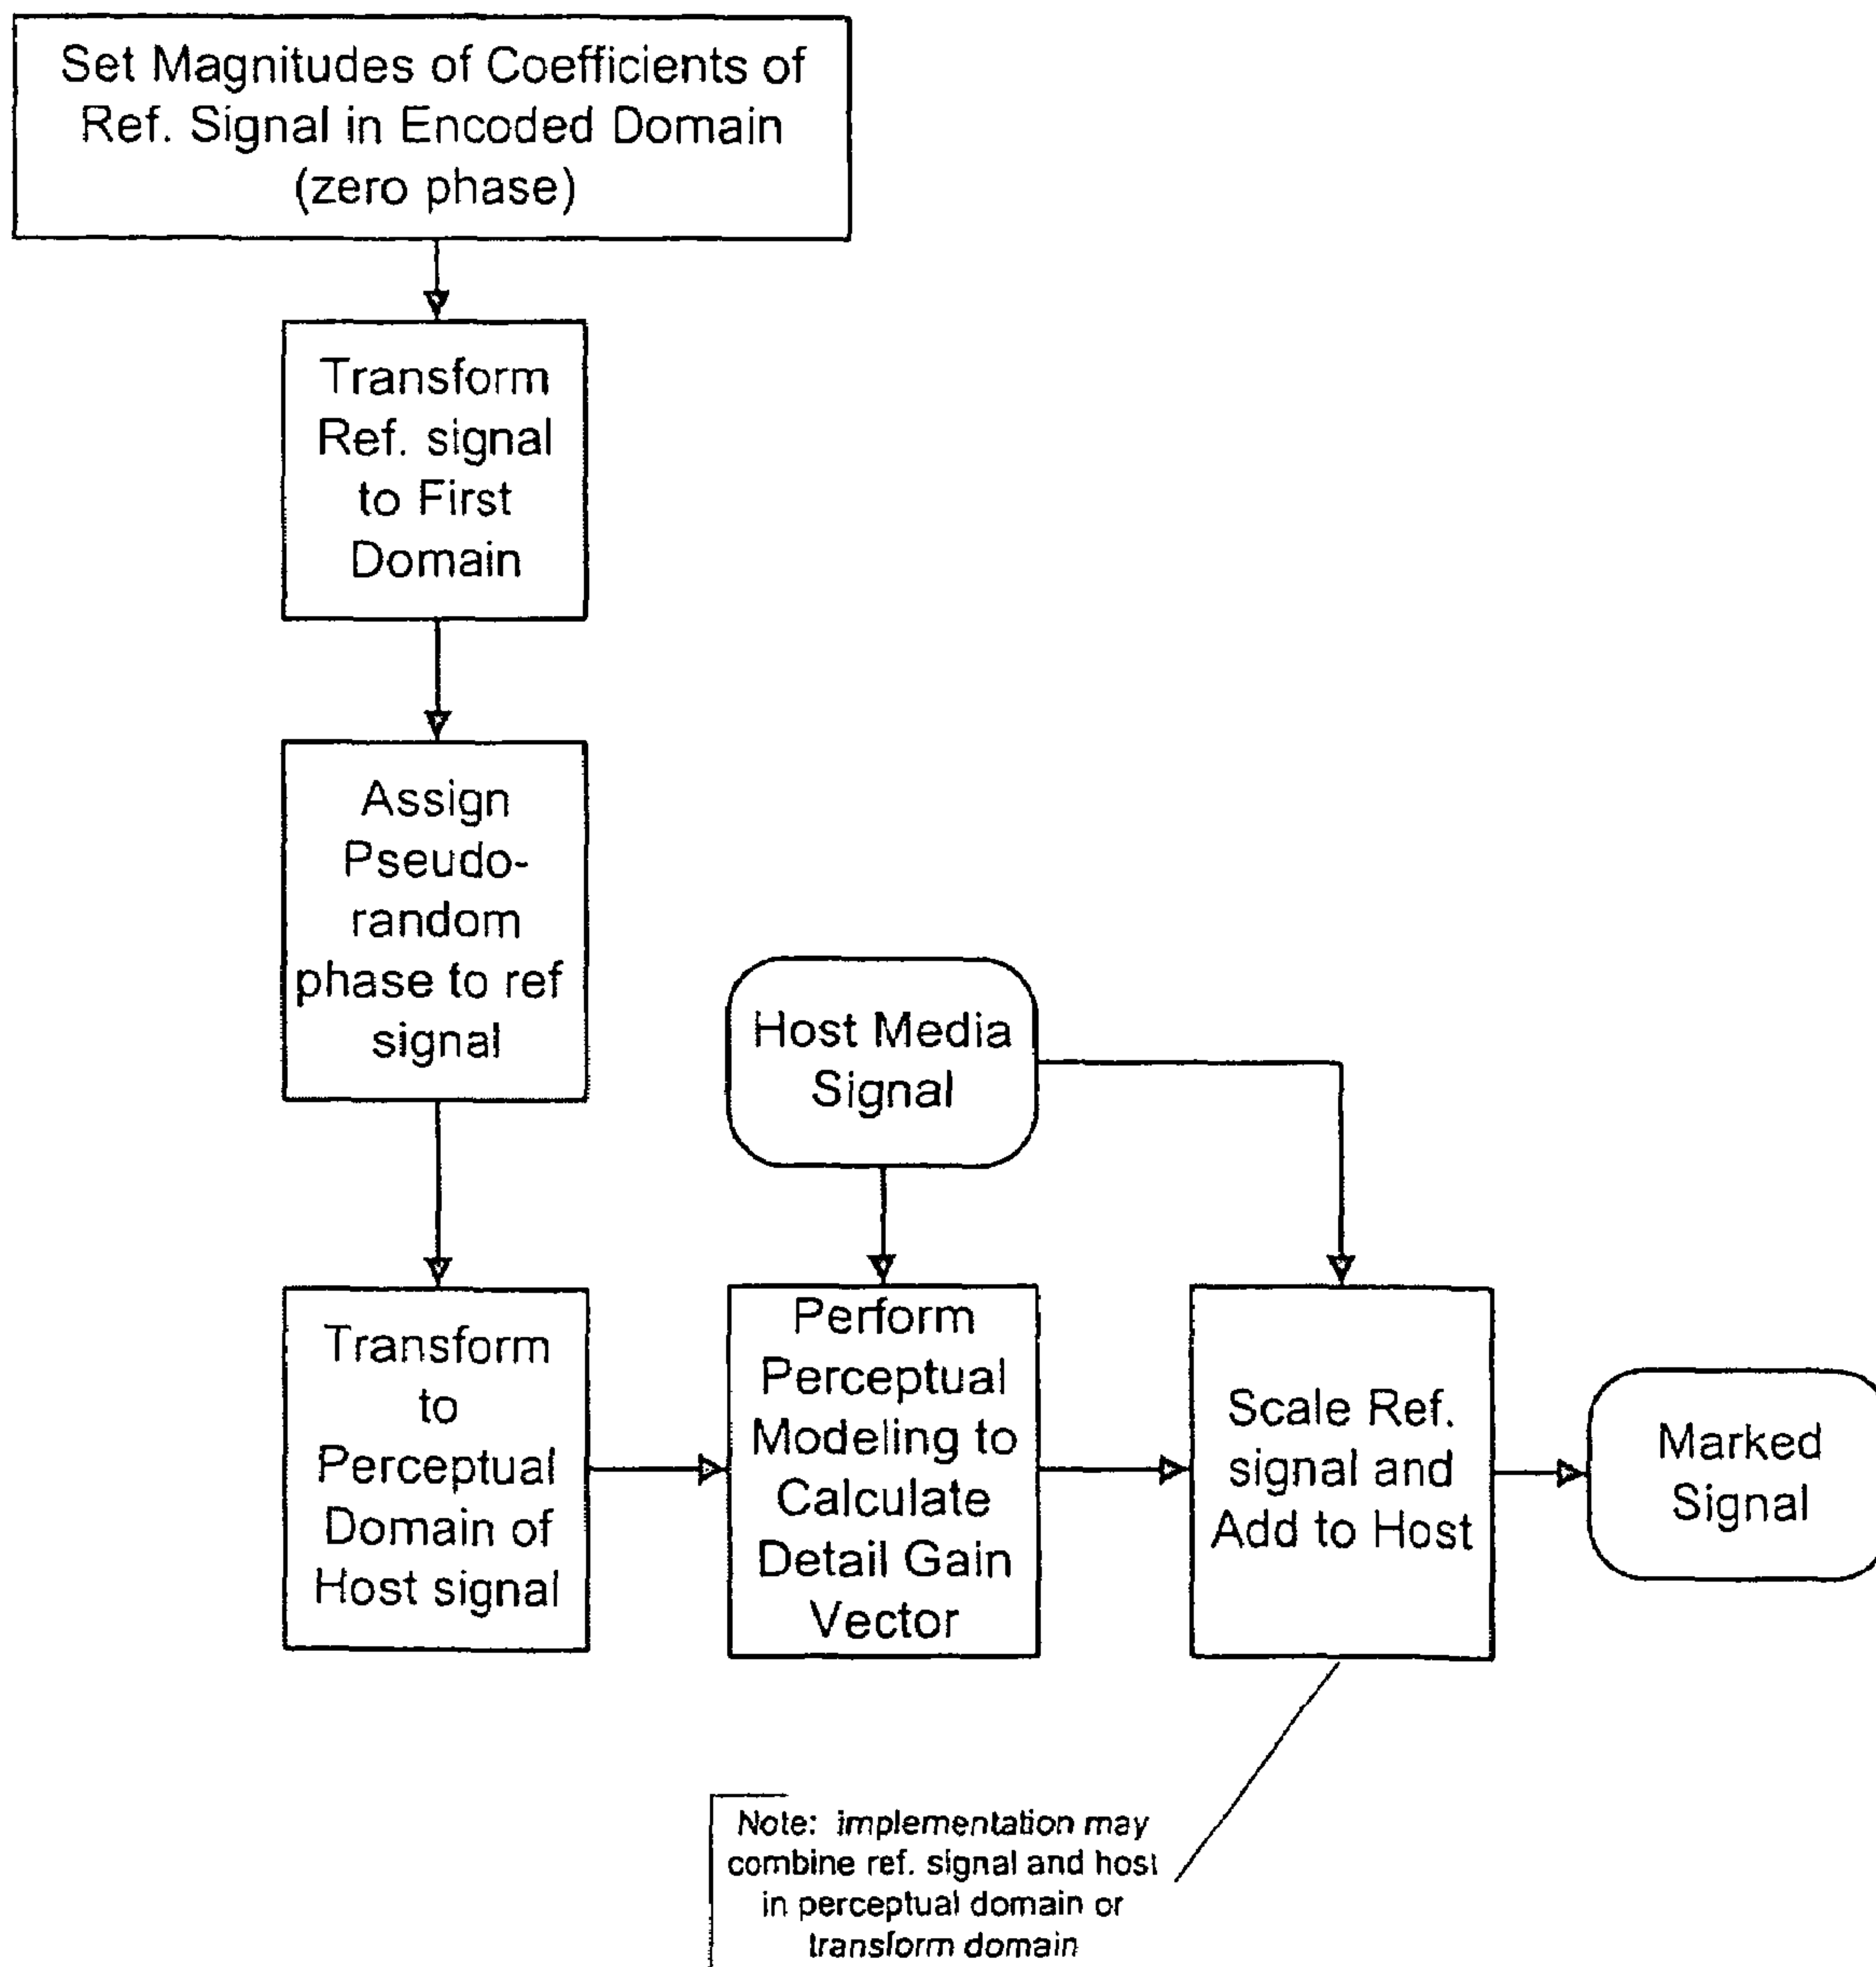 Set Magnitudes of Coefficients of
Ref. Signal in Encoded Domain
(zero phase)
Transform
Ref. signal
to First
Domain
Assign
Pseudo-
random
phase to ref
signal
Host Media
Signal
Transform
to
Perceptual
Domain of
Host signal
Perform
Perceptual
Modeling to
Calculate
Detail Gain
Vector
Scale Ref.
signal and
Add to Host
Marked
Signal
Note: implementation may
combine ref. signal and host
in perceptual domain or
transform domain